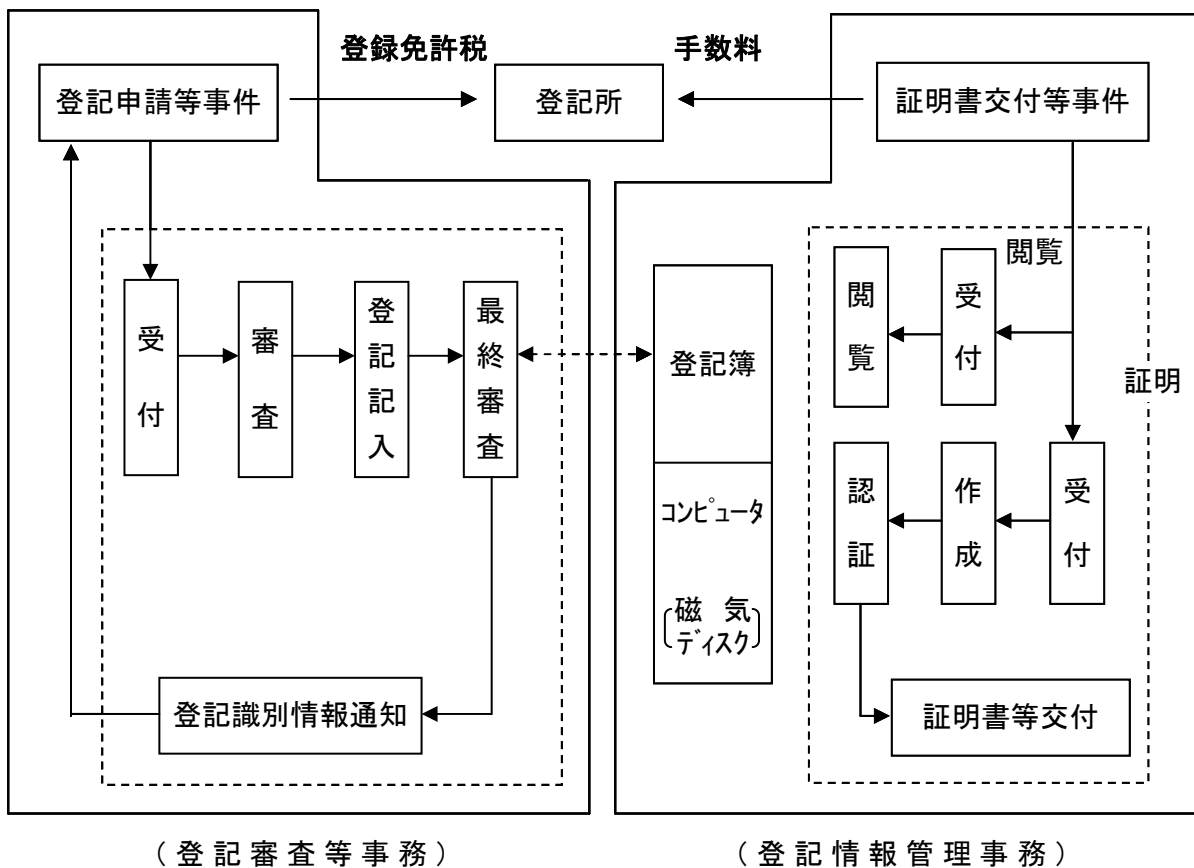 登録免許税
手数料
登記申請等事件
登記所
証明書交付等事件
受付
審査
登記記入
最終審査
登記識別情報通知
登記簿
コンピュータ
(磁気
ディスク)
閲覧
閲覧
受付
証明
認証
作成
受付
証明書等交付
(登記審査等事務)
(登記情報管理事務)